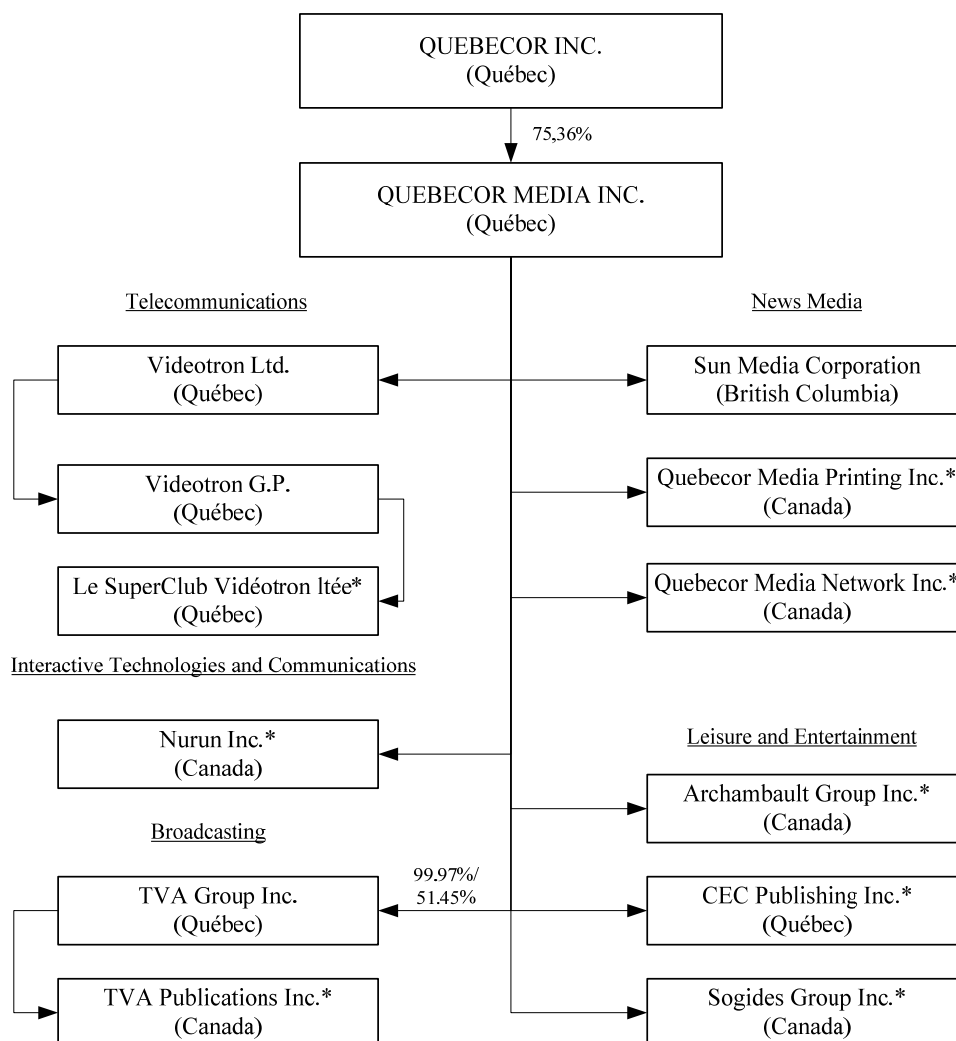 QUEBECOR INC.
(Québec)
75,36%
QUEBECOR MEDIA INC.
(Québec)
Telecommunications
Videotron Ltd.
(Québec)
Videotron G.P.
(Québec)
Le SuperClub Vidéotron ltée*
(Québec)
Interactive Technologies and Communications
Nurun Inc.*
(Canada)
Broadcasting
99.97%/
51.45%
TVA Group Inc.
(Québec)
TVA Publications Inc.*
(Canada)
News Media
Sun Media Corporation
(British Columbia)
Quebecor Media Printing Inc.*
(Canada)
Quebecor Media Network Inc.*
(Canada)
Leisure and Entertainment
Archambault Group Inc.*
(Canada)
CEC Publishing Inc.*
(Québec)
Sogides Group Inc.*
(Canada)